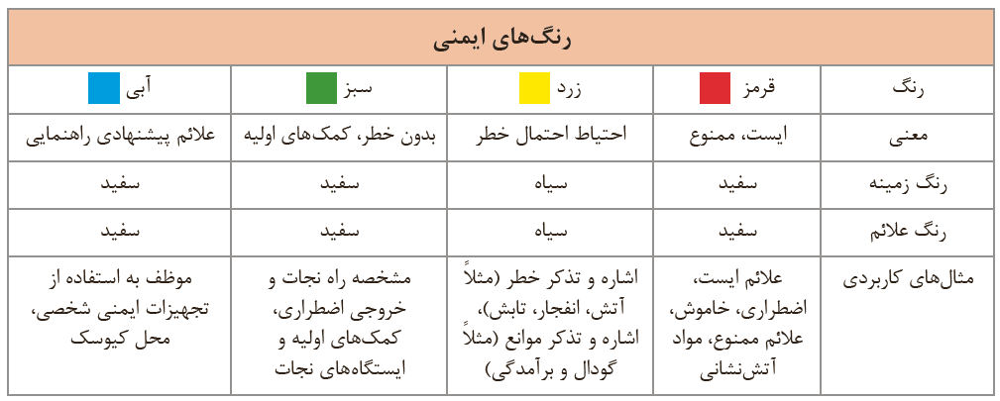 رنگ‌های ایمنی
رنگ قرمز زرد سبز آبی
معنی ایست، ممنوع احتیاط احتمال خطر بدون خطر، کمک‌های اولیه علائم پیشنهادی راهنمایی
رنگ زمینه سفید سیاه سفید سفید
رنگ علائم سفید سیاه سفید سفید
مثال‌های کاربردی علائم ایست، اشاره و تذکر خطر (مثلاً مشخصه راه نجات و موظف به استفاده از
اضطراری، خاموش، آتش، انفجار، تابش)، خروجی اضطراری، تجهیزات ایمنی شخصی،
علائم ممنوع، مواد اشاره و تذکر موانع (مثلاً کمک‌های اولیه و محل کیوسک
آتش‌نشانی گودال و برآمدگی) ایستگاه‌های نجات